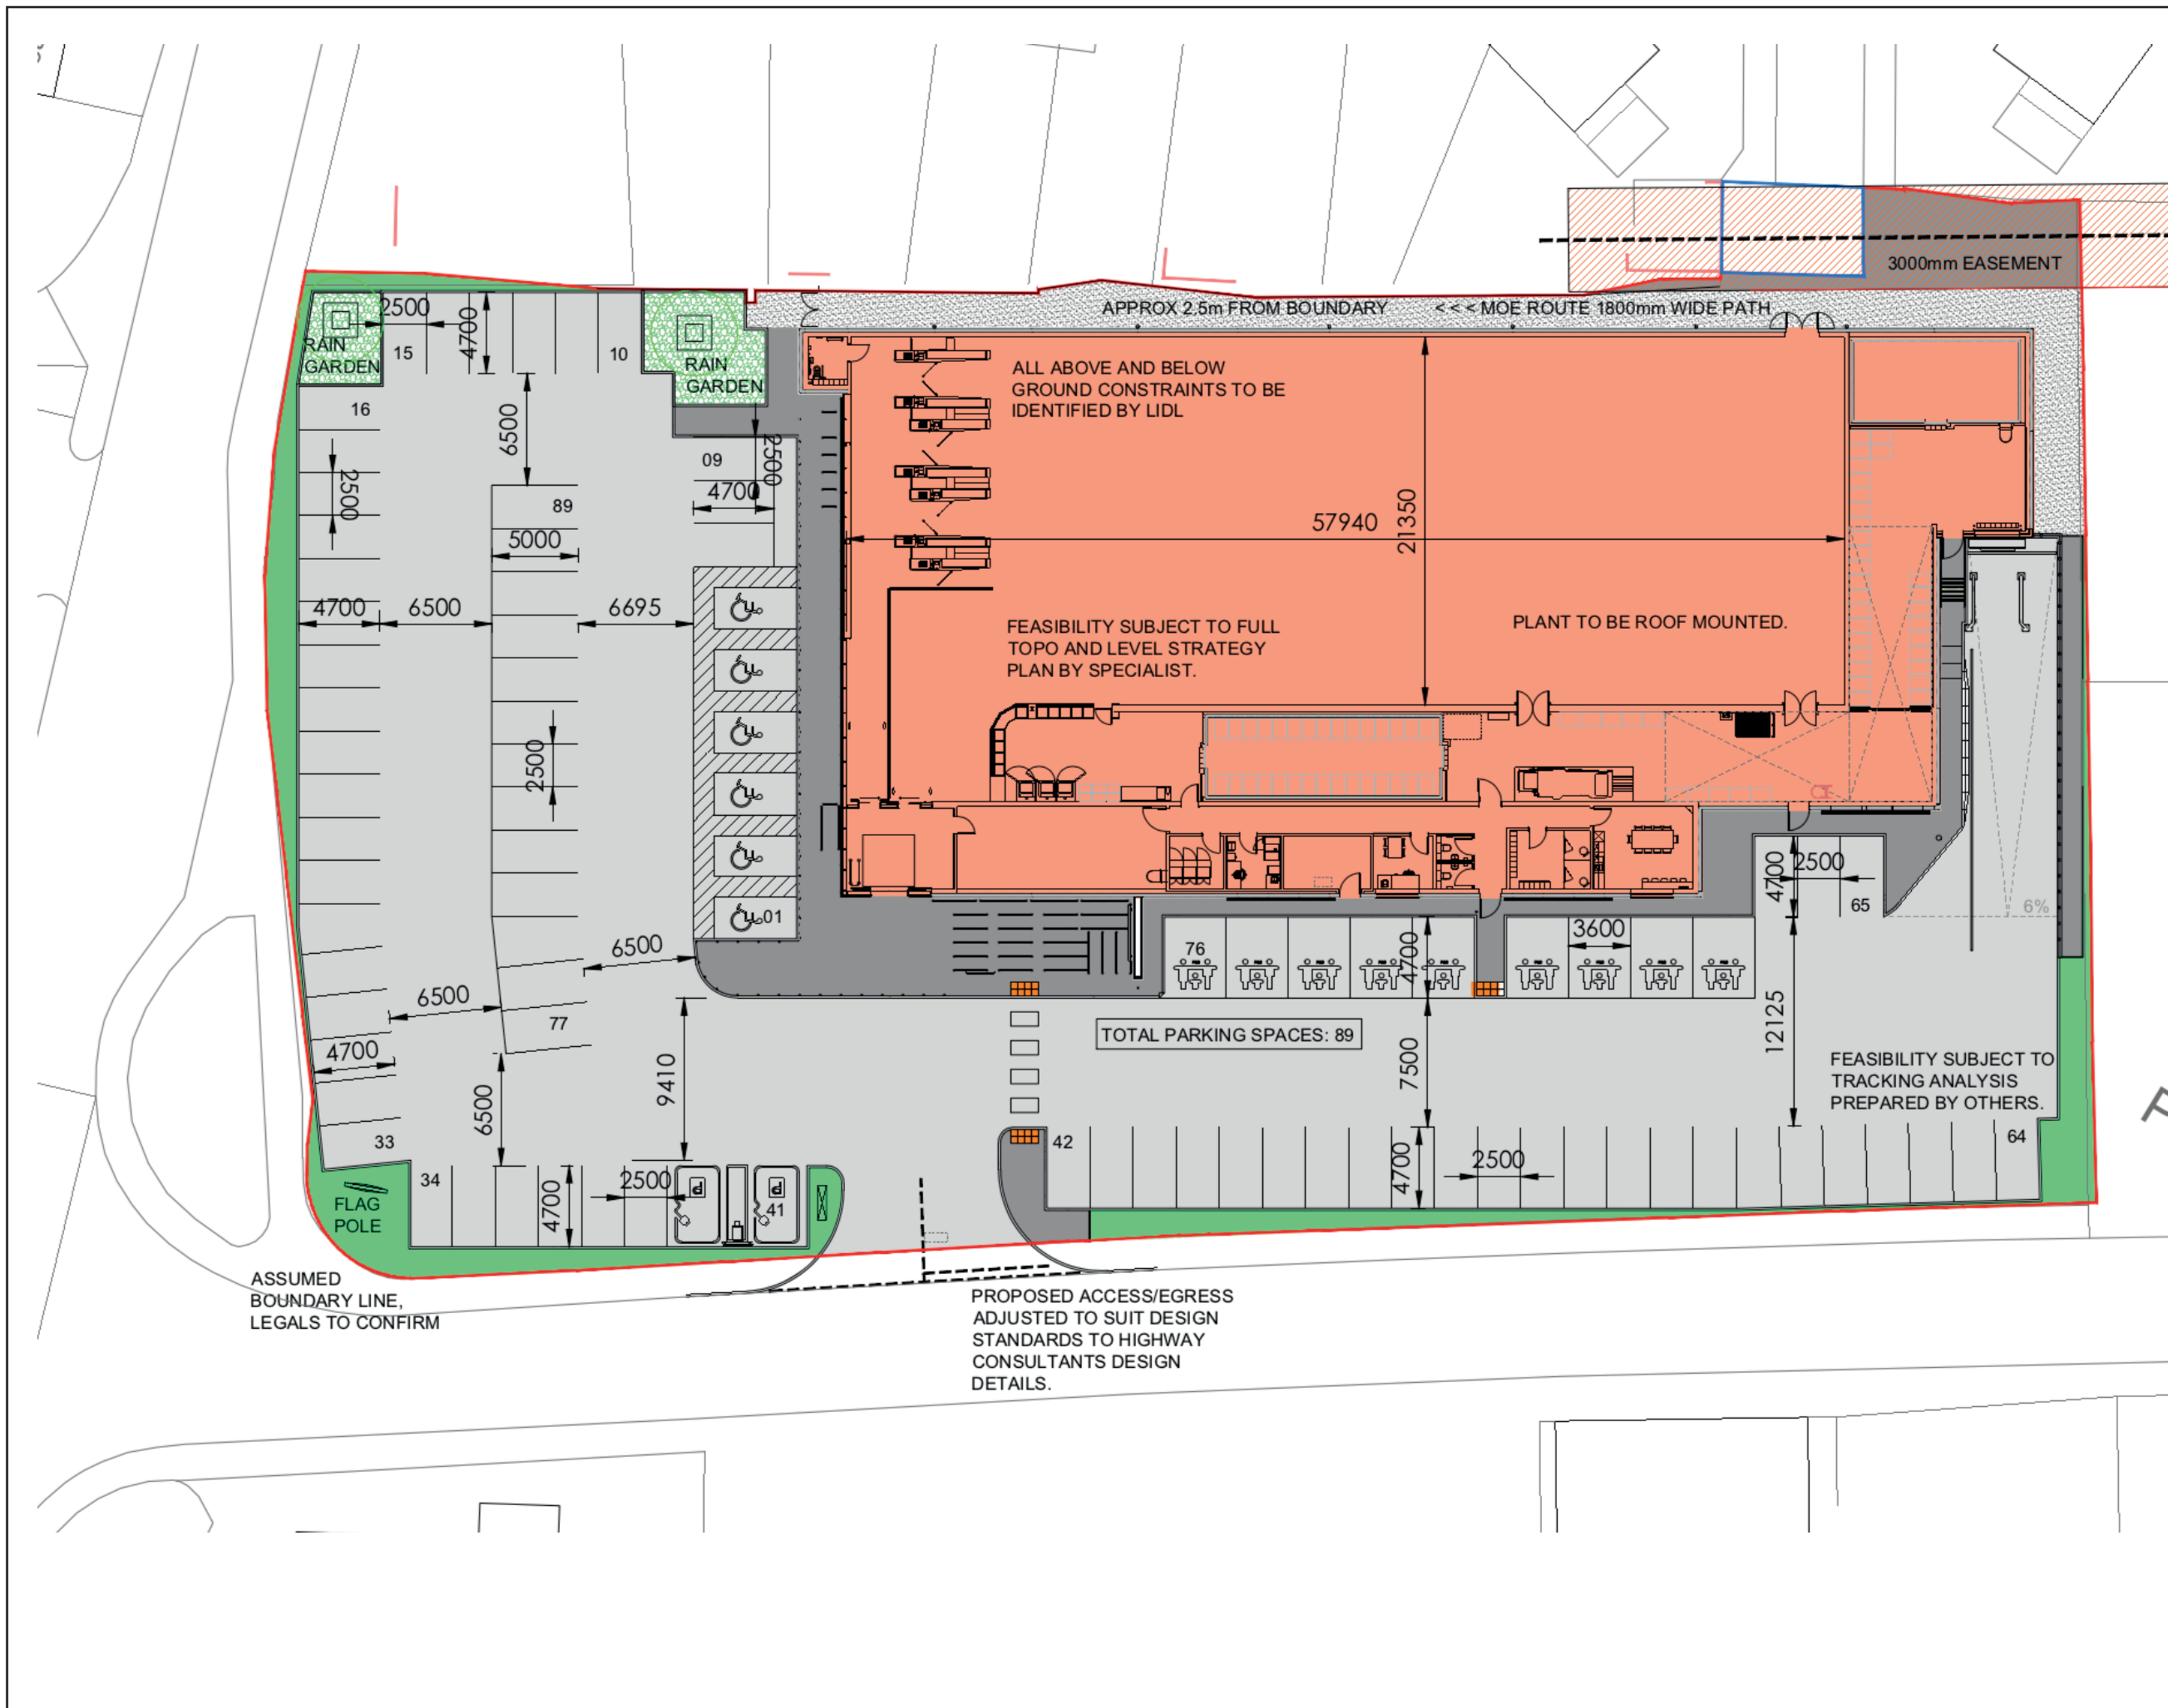 3000mm EASEMENT
APPROX 2.5m FROM BOUNDARY
< < < MOE ROUTE 1800mm WIDE PATH
2500
4700
RAIN
GARDEN
15
10
RAIN
GARDEN
ALL ABOVE AND BELOW
GROUND CONSTRAINTS TO BE
IDENTIFIED BY LIDL
16
6500
2500
09
2500
4700
89
5000
57940
21350
4700
6500
6695
FEASIBILITY SUBJECT TO FULL
TOPO AND LEVEL STRATEGY
PLAN BY SPECIALIST.
PLANT TO BE ROOF MOUNTED.
2500
01
4700
2500
65
6%
6500
76
4700
3600
6500
77
4700
9410
6500
TOTAL PARKING SPACES: 89
7500
12125
FEASIBILITY SUBJECT TO
TRACKING ANALYSIS
PREPARED BY OTHERS.
33
42
64
34
4700
2500
41
4700
2500
FLAG
POLE
ASSUMED
BOUNDARY LINE,
LEGALS TO CONFIRM
PROPOSED ACCESS/EGRESS
ADJUSTED TO SUIT DESIGN
STANDARDS TO HIGHWAY
CONSULTANTS DESIGN
DETAILS.